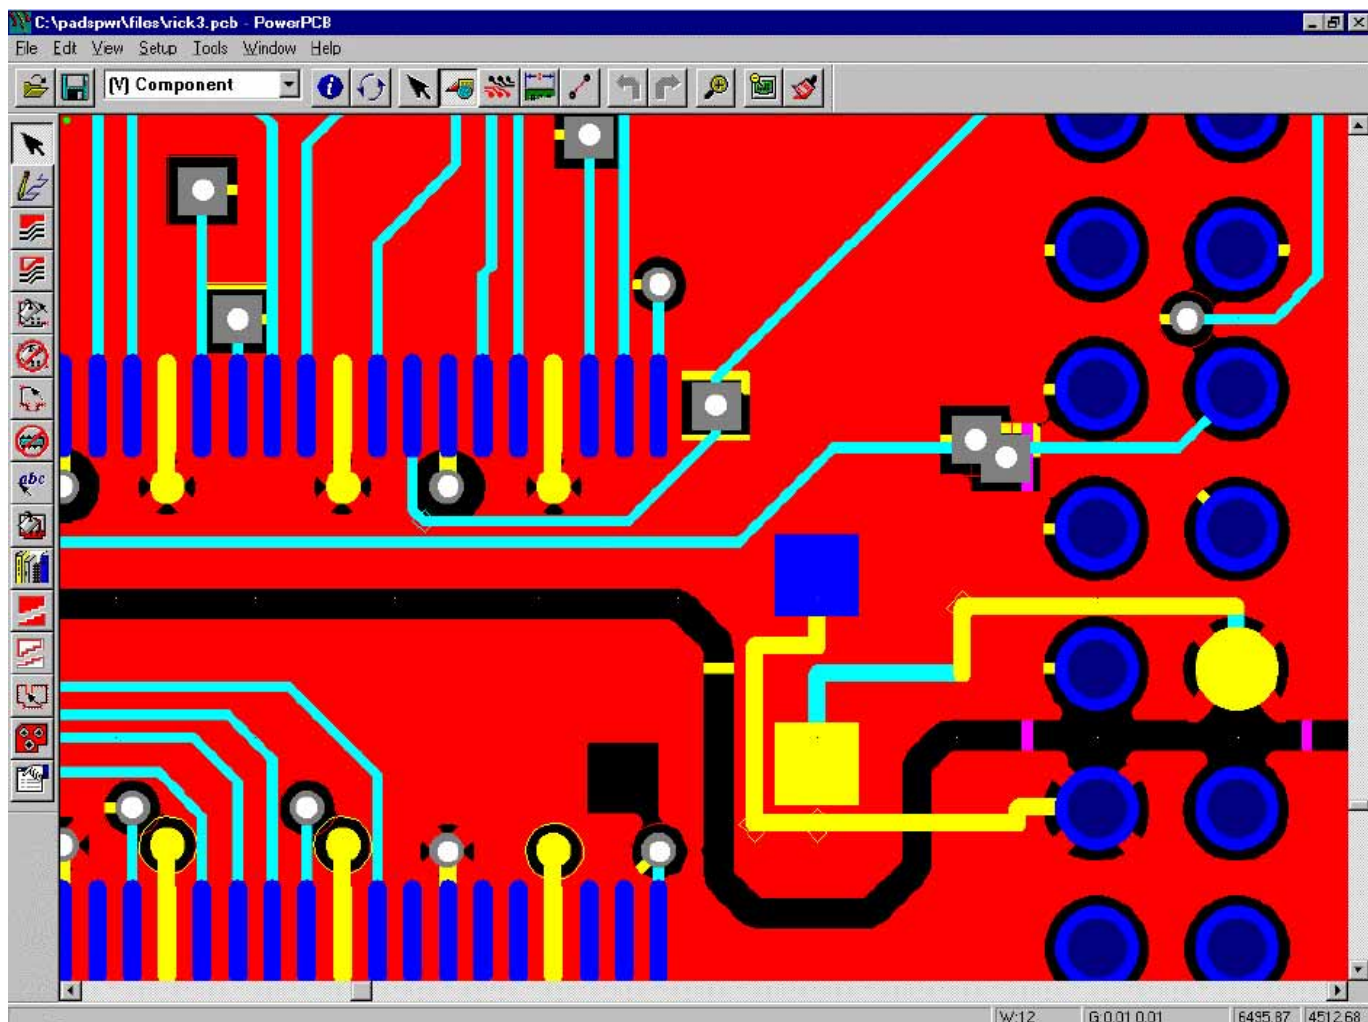 C:\padspwr\files\rick3.pcb - PowerPCB
File Edit View Setup Tools Window Help
(V) Component
abc
W:12 G:0.01 0.01 6495.87 4512.68